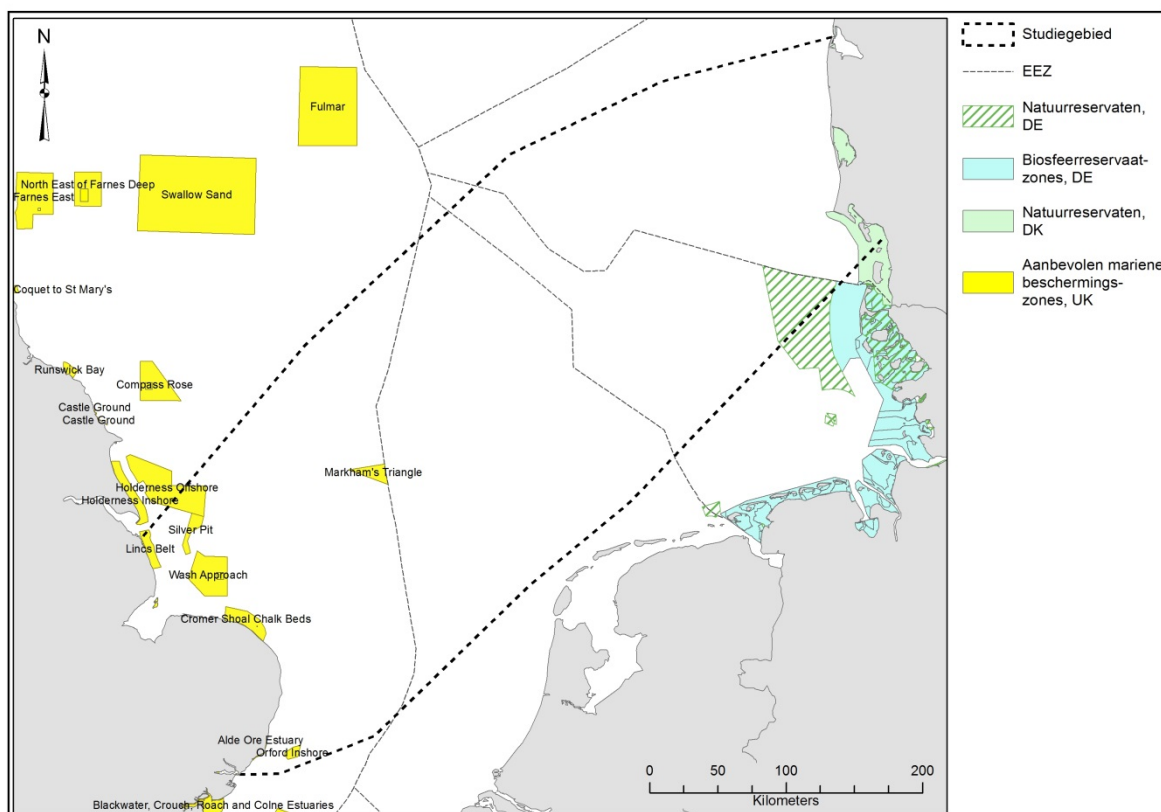 N
Fulmar
North East of Farnes Deep
Farnes East
Swallow Sand
Coquet to St Mary's
Runswick Bay
Compass Rose
Castle Ground
Castle Ground
Markham's Triangle
Holderness Offshore
Holderness Inshore
Silver Pit
Lincs Belt
Wash Approach
Cromer Shoal Chalk Beds
Alde Ore Estuary
Orford Inshore
Blackwater, Crouch, Roach and Colne Estuaries
0 50 100 200
Kilometers
Studiegebied
EEZ
Natuurreservaten,
DE
Biosfeerreservaat-
zones, DE
Natuurreservaten,
DK
Aanbevolen mariene
beschermings-
zones, UK